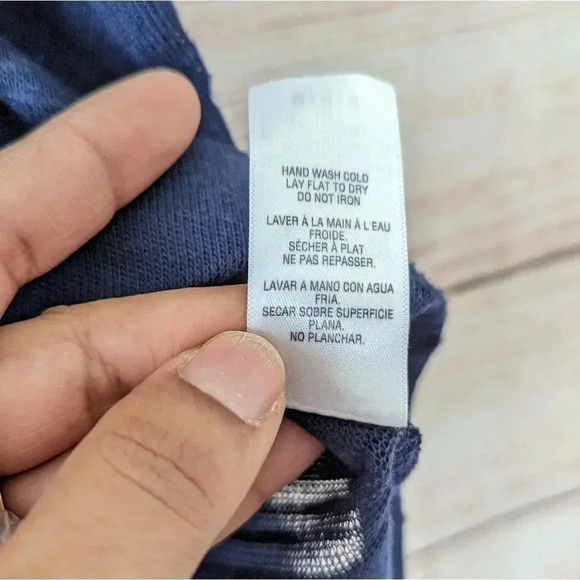 HAND WASH COLD
LAY FLAT TO DRY
DO NOT IRON
LAVER À LA MAIN À L'EAU
FROIDE.
SÉCHER À PLAT
NE PAS REPASSER.
LAVAR A MANO CON AGUA
FRIA.
SECAR SOBRE SUPERFICIE
PLANA.
NO PLANCHAR.